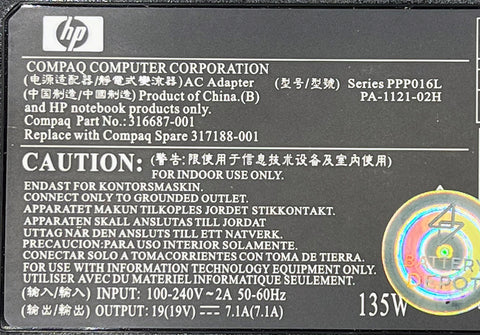 hp
COMPAQ COMPUTER CORPORATION
(电源适配器/靜電式變流器) AC Adapter (型号/型號) Series PPP016L
(中国制造/中國制造) Product of China.(B) PA-1121-02H
and HP notebook products only.
Compaq Part No.:316687-001
Replace with Compaq Spare 317188-001
CAUTION: (警告:限使用于信息技术设备及室内使用)
FOR INDOOR USE ONLY.
ENDAST FOR KONTORSMASKIN.
CONNECT ONLY TO GROUNDED OUTLET.
APPARATET MAKUN TILKOPLES JORDET STIKKONTAKT.
APPARATEN SKALL ANSLUTAS TILL JORDAT
UTTAG NÄR DEN ANSLUTS TILL ETT NATVERK.
PRECAUCION:PARA USO INTERIOR SOLAMENTE.
CONECTAR SOLO A TOMACORRIENTES CON TOMA DE TIERRA.
FOR USE WITH INFORMATION TECHNOLOGY EQUIPMENT ONLY.
UTILISER AVEC DU MATERIEL INFORMATIQUE SEULEMENT.
(输入/輸入) INPUT: 100-240V~2A 50-60Hz
(输出/輸出) OUTPUT: 19(19V) 7.1A(7.1A) 135W
BATTERY
DEPOT